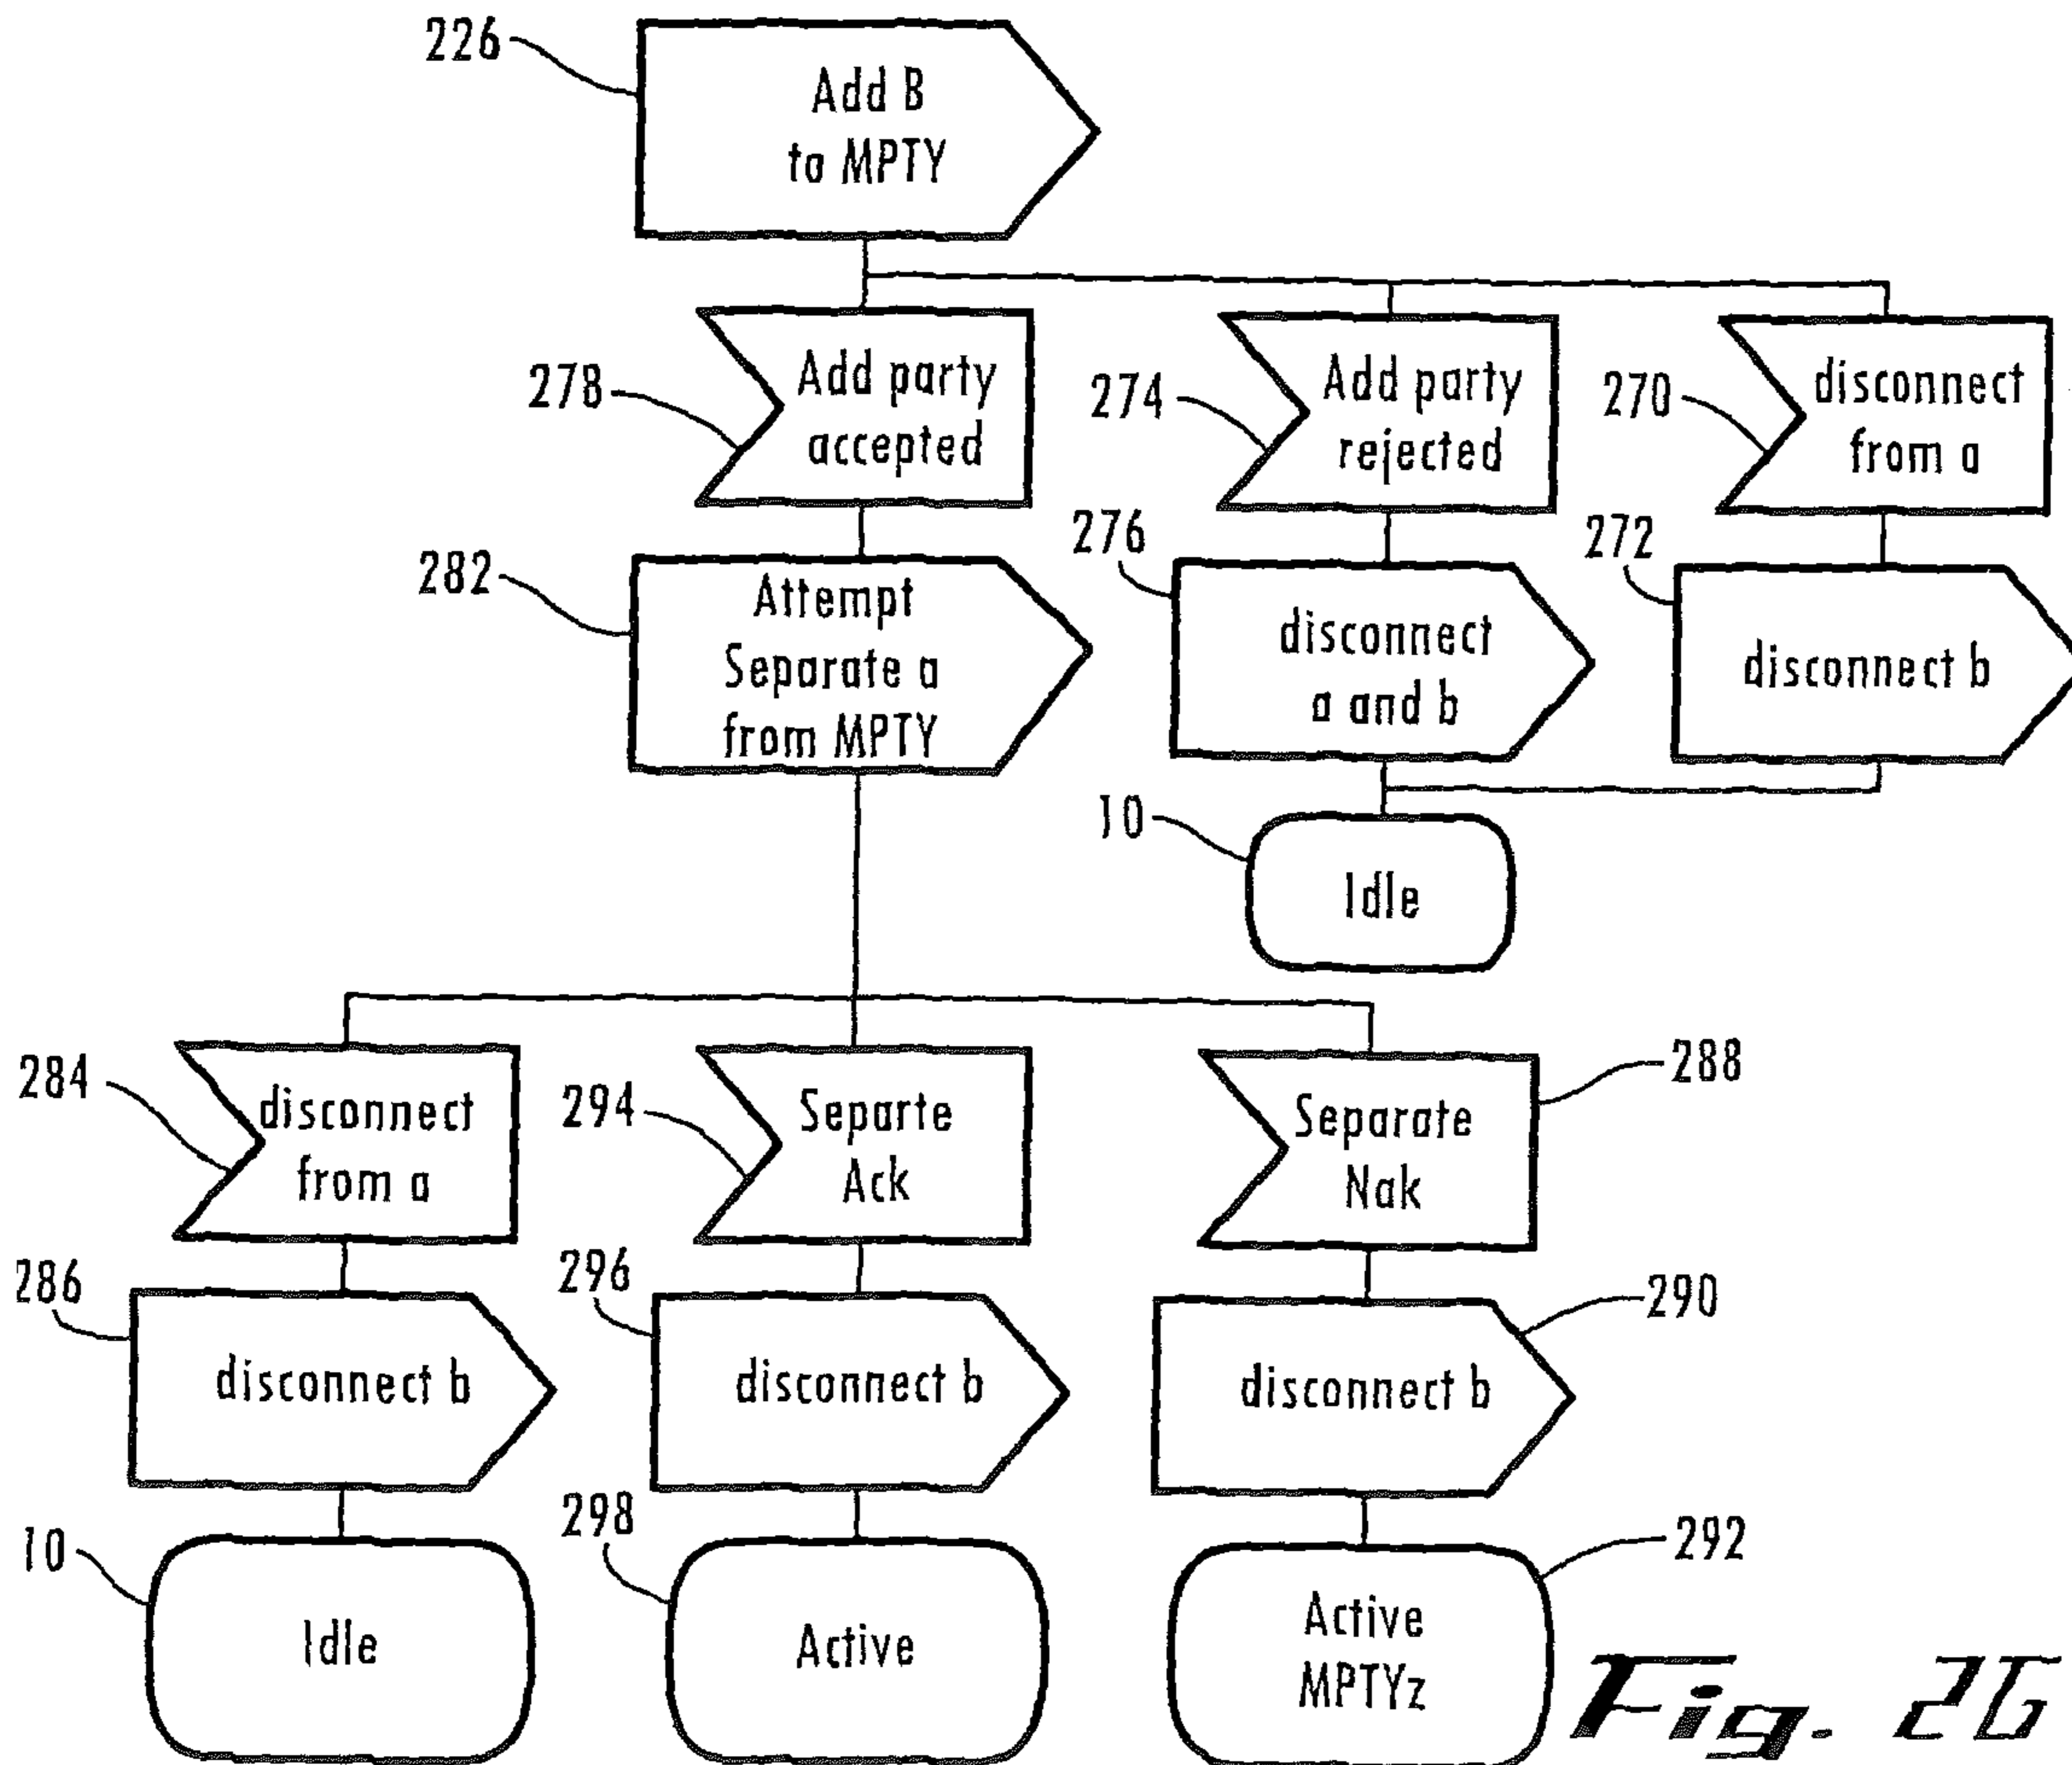 226
Add B
to MPTY
278
Add party
accepted
274
Add party
rejected
270
disconnect
from a
282
Attempt
Separate a
from MPTY
276
disconnect
a and b
272
disconnect b
10
Idle
284
disconnect
from a
294
Separte
Ack
288
Separate
Nak
286
disconnect b
296
disconnect b
290
disconnect b
10
Idle
298
Active
292
Active
MPTYz
Fig. 2G